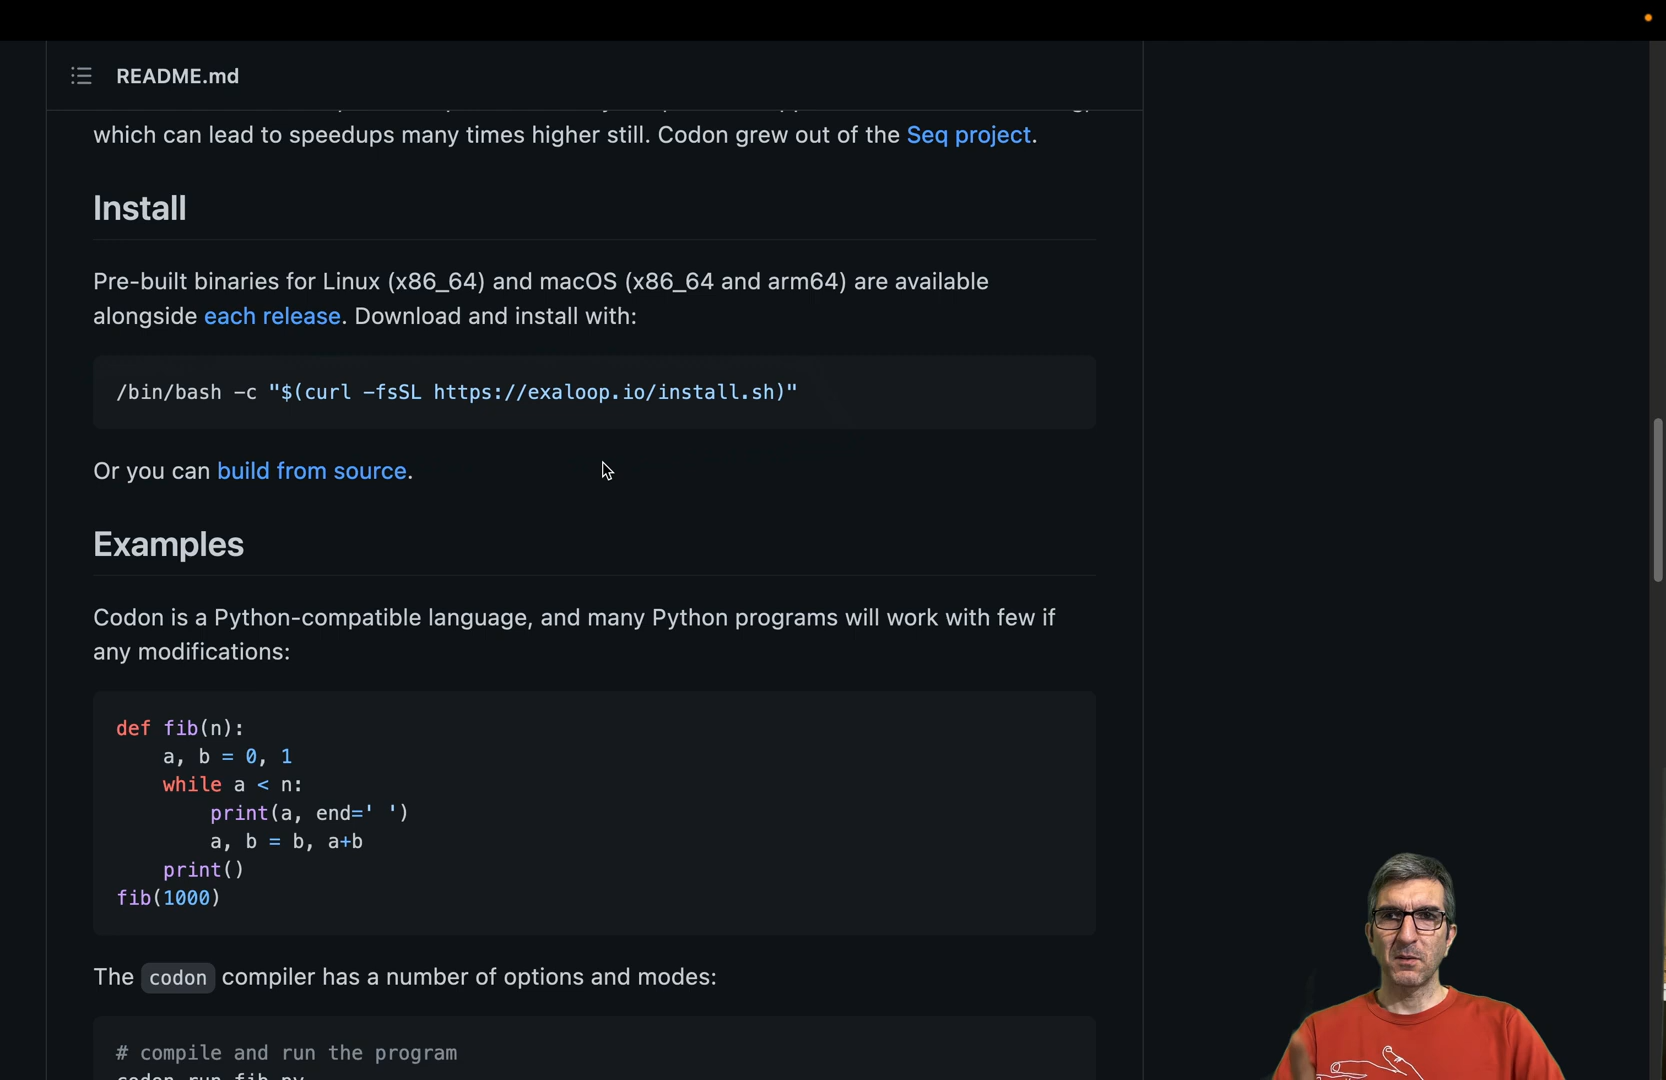 README.md
which can lead to speedups many times higher still. Codon grew out of the Seq project.
Install
Pre-built binaries for Linux (x86_64) and macOS (x86_64 and arm64) are available
alongside each release. Download and install with:
/bin/bash -c "$(curl -fsSL https://exaloop.io/install.sh)"
Or you can build from source.
Examples
Codon is a Python-compatible language, and many Python programs will work with few if
any modifications:
def fib(n):
    a, b = 0, 1
    while a < n:
        print(a, end=' ')
        a, b = b, a+b
    print()
fib(1000)
The codon compiler has a number of options and modes:
# compile and run the program
codon run fib.py